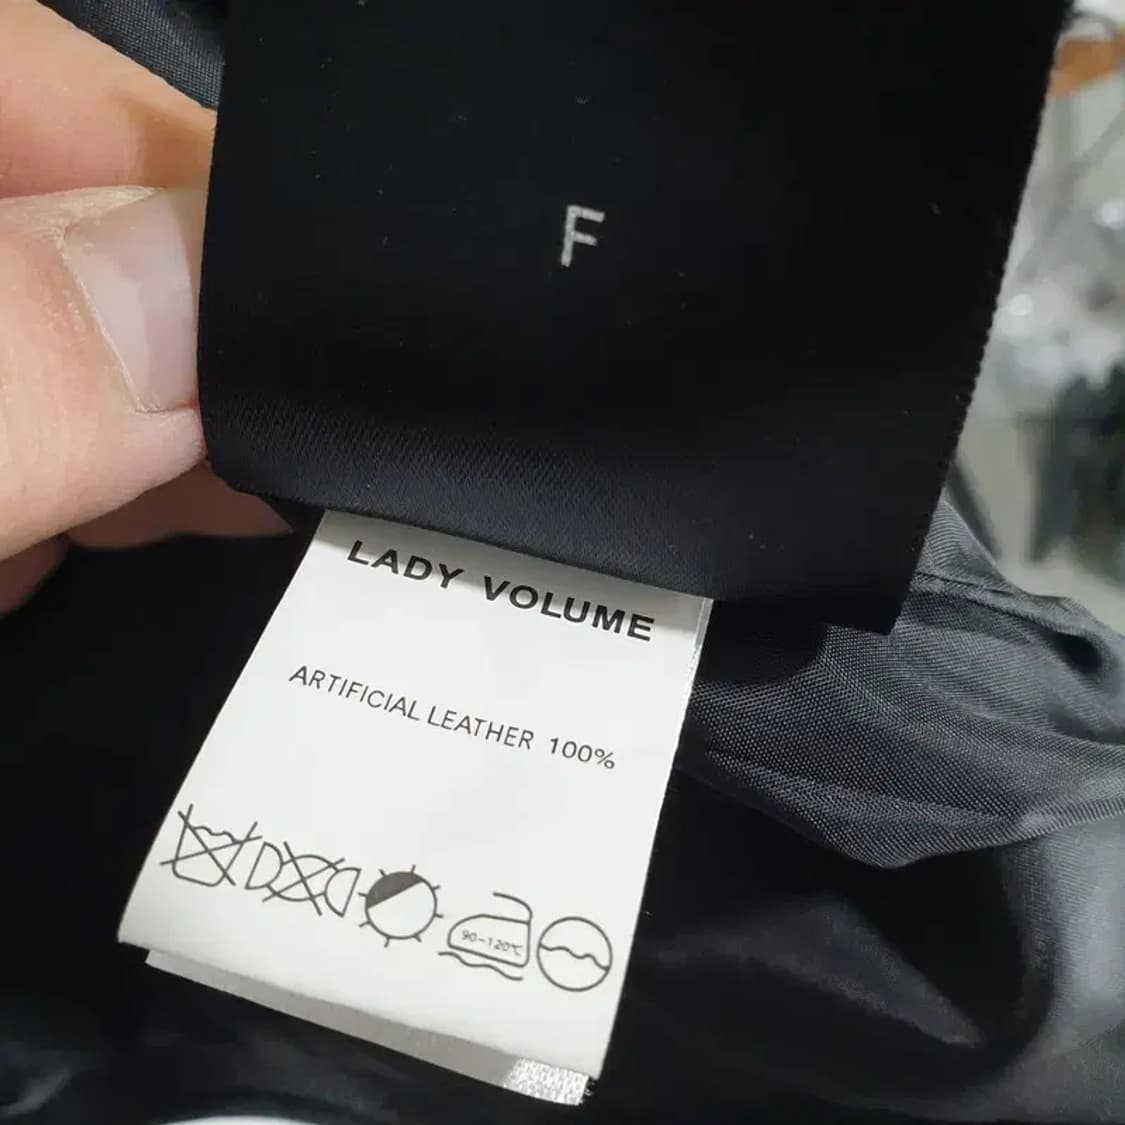 F
LADY VOLUME
ARTIFICIAL LEATHER 100%
90-120℃